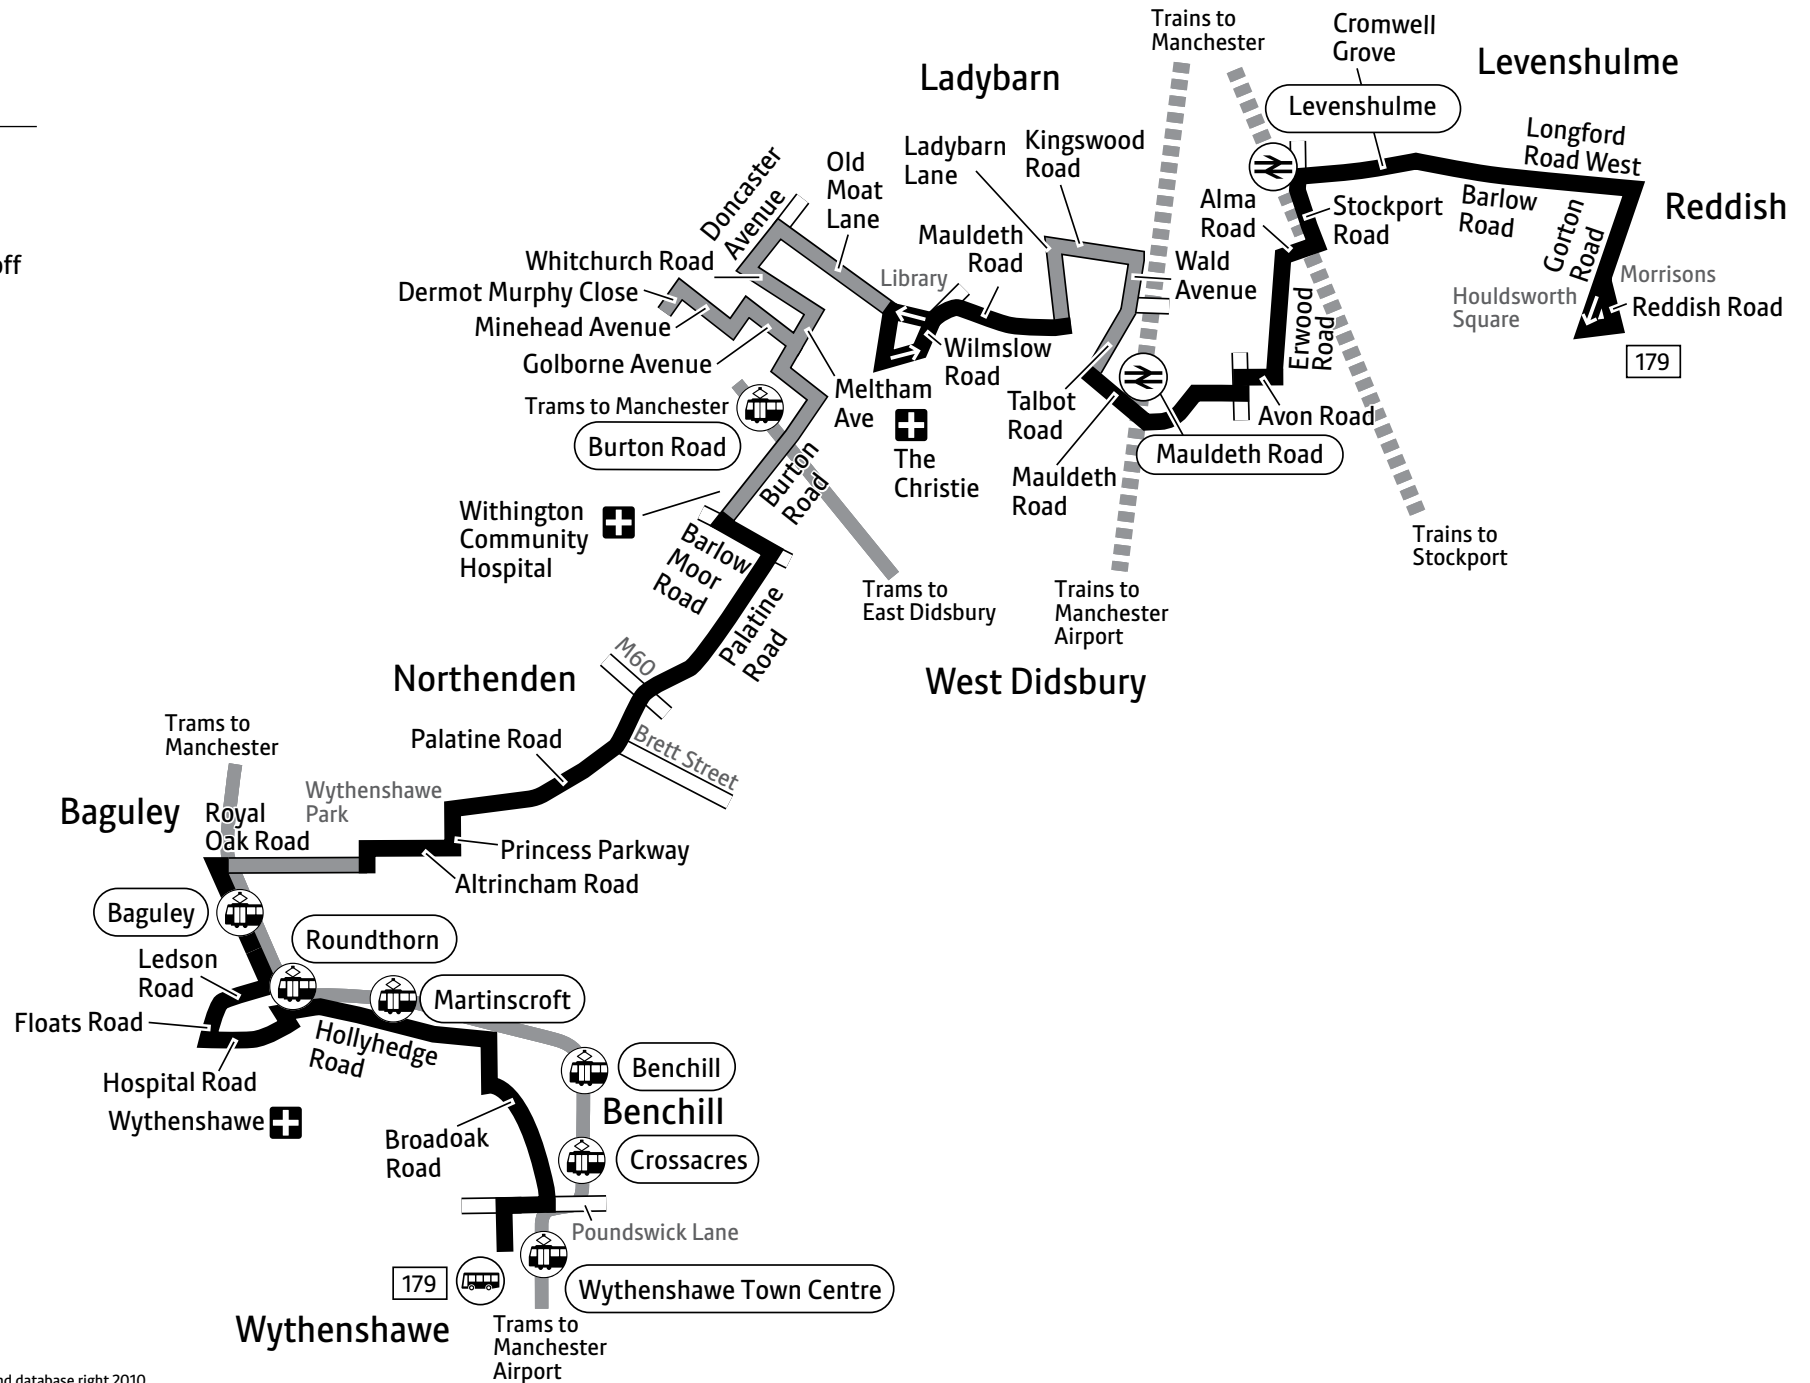 off
Trains to
Manchester
Cromwell
Grove
Levenshulme
Ladybarn
Levenshulme
Longford
Road West
Kingswood
Road
Ladybarn
Lane
Old
Moat
Lane
Doncaster
Avenue
Alma
Road
Stockport
Road
Barlow
Road
Reddish
Gorton
Road
Mauldeth
Road
Whitchurch Road
Library
Wald
Avenue
Morrisons
Houldsworth
Square
Reddish Road
Dermot Murphy Close
Minehead Avenue
Golborne Avenue
Erwood
Road
179
Wilmslow
Road
Meltham
Ave
Trams to Manchester
Burton Road
Talbot
Road
Avon Road
Mauldeth Road
The
Christie
Mauldeth
Road
Burton
Road
Withington
Community
Hospital
Barlow
Moor
Road
Trains to
Stockport
Trams to
East Didsbury
Trains to
Manchester
Airport
Palatine
Road
M60
Northenden
West Didsbury
Trams to
Manchester
Palatine Road
Brett Street
Wythenshawe
Park
Baguley
Royal
Oak Road
Princess Parkway
Altrincham Road
Baguley
Roundthorn
Ledson
Road
Martinscroft
Floats Road
Hollyhedge
Road
Benchill
Hospital Road
Wythenshawe
Benchill
Broadoak
Road
Crossacres
Poundswick Lane
179
Wythenshawe Town Centre
Wythenshawe
Trams to
Manchester
Airport
nd database right 2010